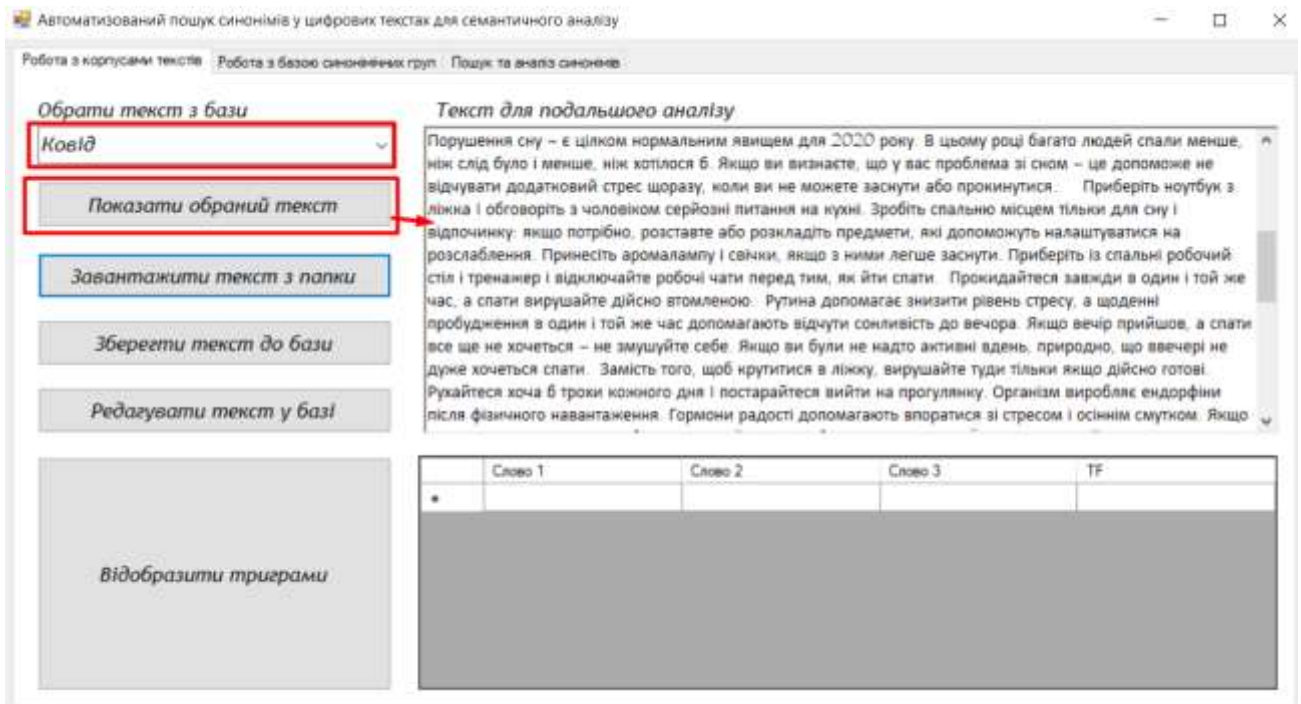 Автоматизований пошук синонімів у цифрових текстах для семантичного аналізу
Робота з корпусами текстів Робота з базою синонімічних груп Пошук та аналіз синонімів
Обрати текст з бази
Ковід
Показати обраний текст
Завантажити текст з папки
Зберегти текст до бази
Редагувати текст у базі
Відобразити триграми
Текст для подальшого аналізу
Порушення сну – є цілком нормальним явищем для 2020 року. В цьому році багато людей спали менше,
ніж слід було і менше, ніж хотілося б. Якщо ви визнаєте, що у вас проблема зі сном – це допоможе не
відчувати додатковий стрес щоразу, коли ви не можете заснути або прокинутися. Приберіть ноутбук з
ліжка і обговоріть з чоловіком серйозні питання на кухні. Зробіть спальню місцем тільки для сну і
відпочинку: якщо потрібно, розставте або розкладіть предмети, які допоможуть налаштуватися на
розслаблення. Принесіть аромалампу і свічки, якщо з ними легше заснути. Приберіть із спальні робочий
стіл і тренажер і відключайте робочі чати перед тим, як йти спати. Прокидайтеся завжди в один і той же
час, а спати вирушайте дійсно втомленою. Рутина допомагає знизити рівень стресу, а щоденні
пробудження в один і той же час допомагають відчути сонливість до вечора. Якщо вечір прийшов, а спати
все ще не хочеться – не змушуйте себе. Якщо ви були не надто активні вдень, природно, що ввечері не
дуже хочеться спати. Замість того, щоб крутитися в ліжку, вирушайте туди тільки якщо дійсно готові.
Рухайтеся хоча б трохи кожного дня і постарайтеся вийти на прогулянку. Організм виробляє ендорфіни
після фізичного навантаження. Гормони радості допомагають впоратися зі стресом і осіннім смутком. Якщо
Слово 1 Слово 2 Слово 3 TF